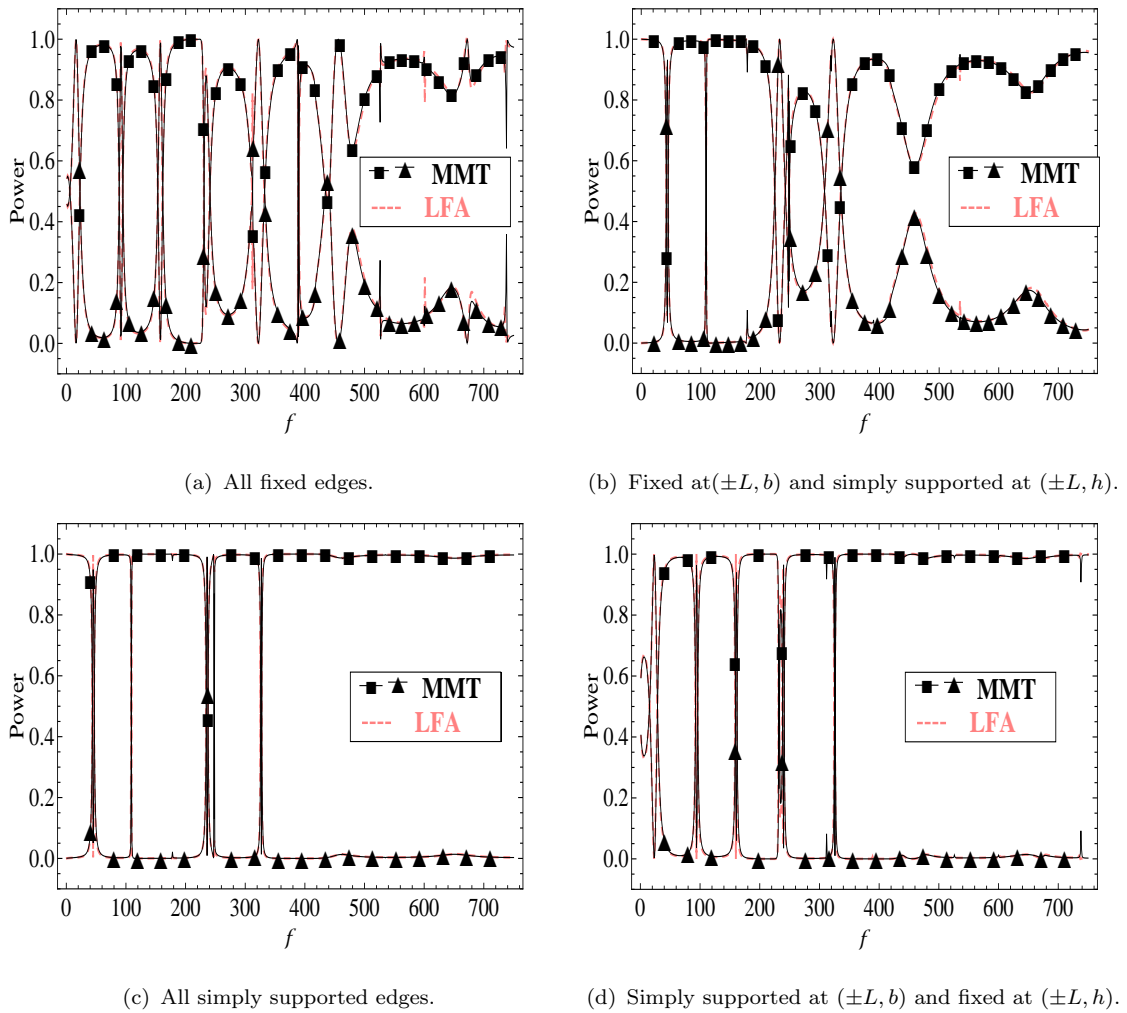 1.0
0.8
0.6
0.4
0.2
0.0
Power
0 100 200 300 400 500 600 700
f
MMT
LFA
(a) All fixed edges.
1.0
0.8
0.6
0.4
0.2
0.0
Power
0 100 200 300 400 500 600 700
f
MMT
LFA
(b) Fixed at(±L, b) and simply supported at (±L, h).
1.0
0.8
0.6
0.4
0.2
0.0
Power
0 100 200 300 400 500 600 700
f
MMT
LFA
(c) All simply supported edges.
1.0
0.8
0.6
0.4
0.2
0.0
Power
0 100 200 300 400 500 600 700
f
MMT
LFA
(d) Simply supported at (±L, b) and fixed at (±L, h).